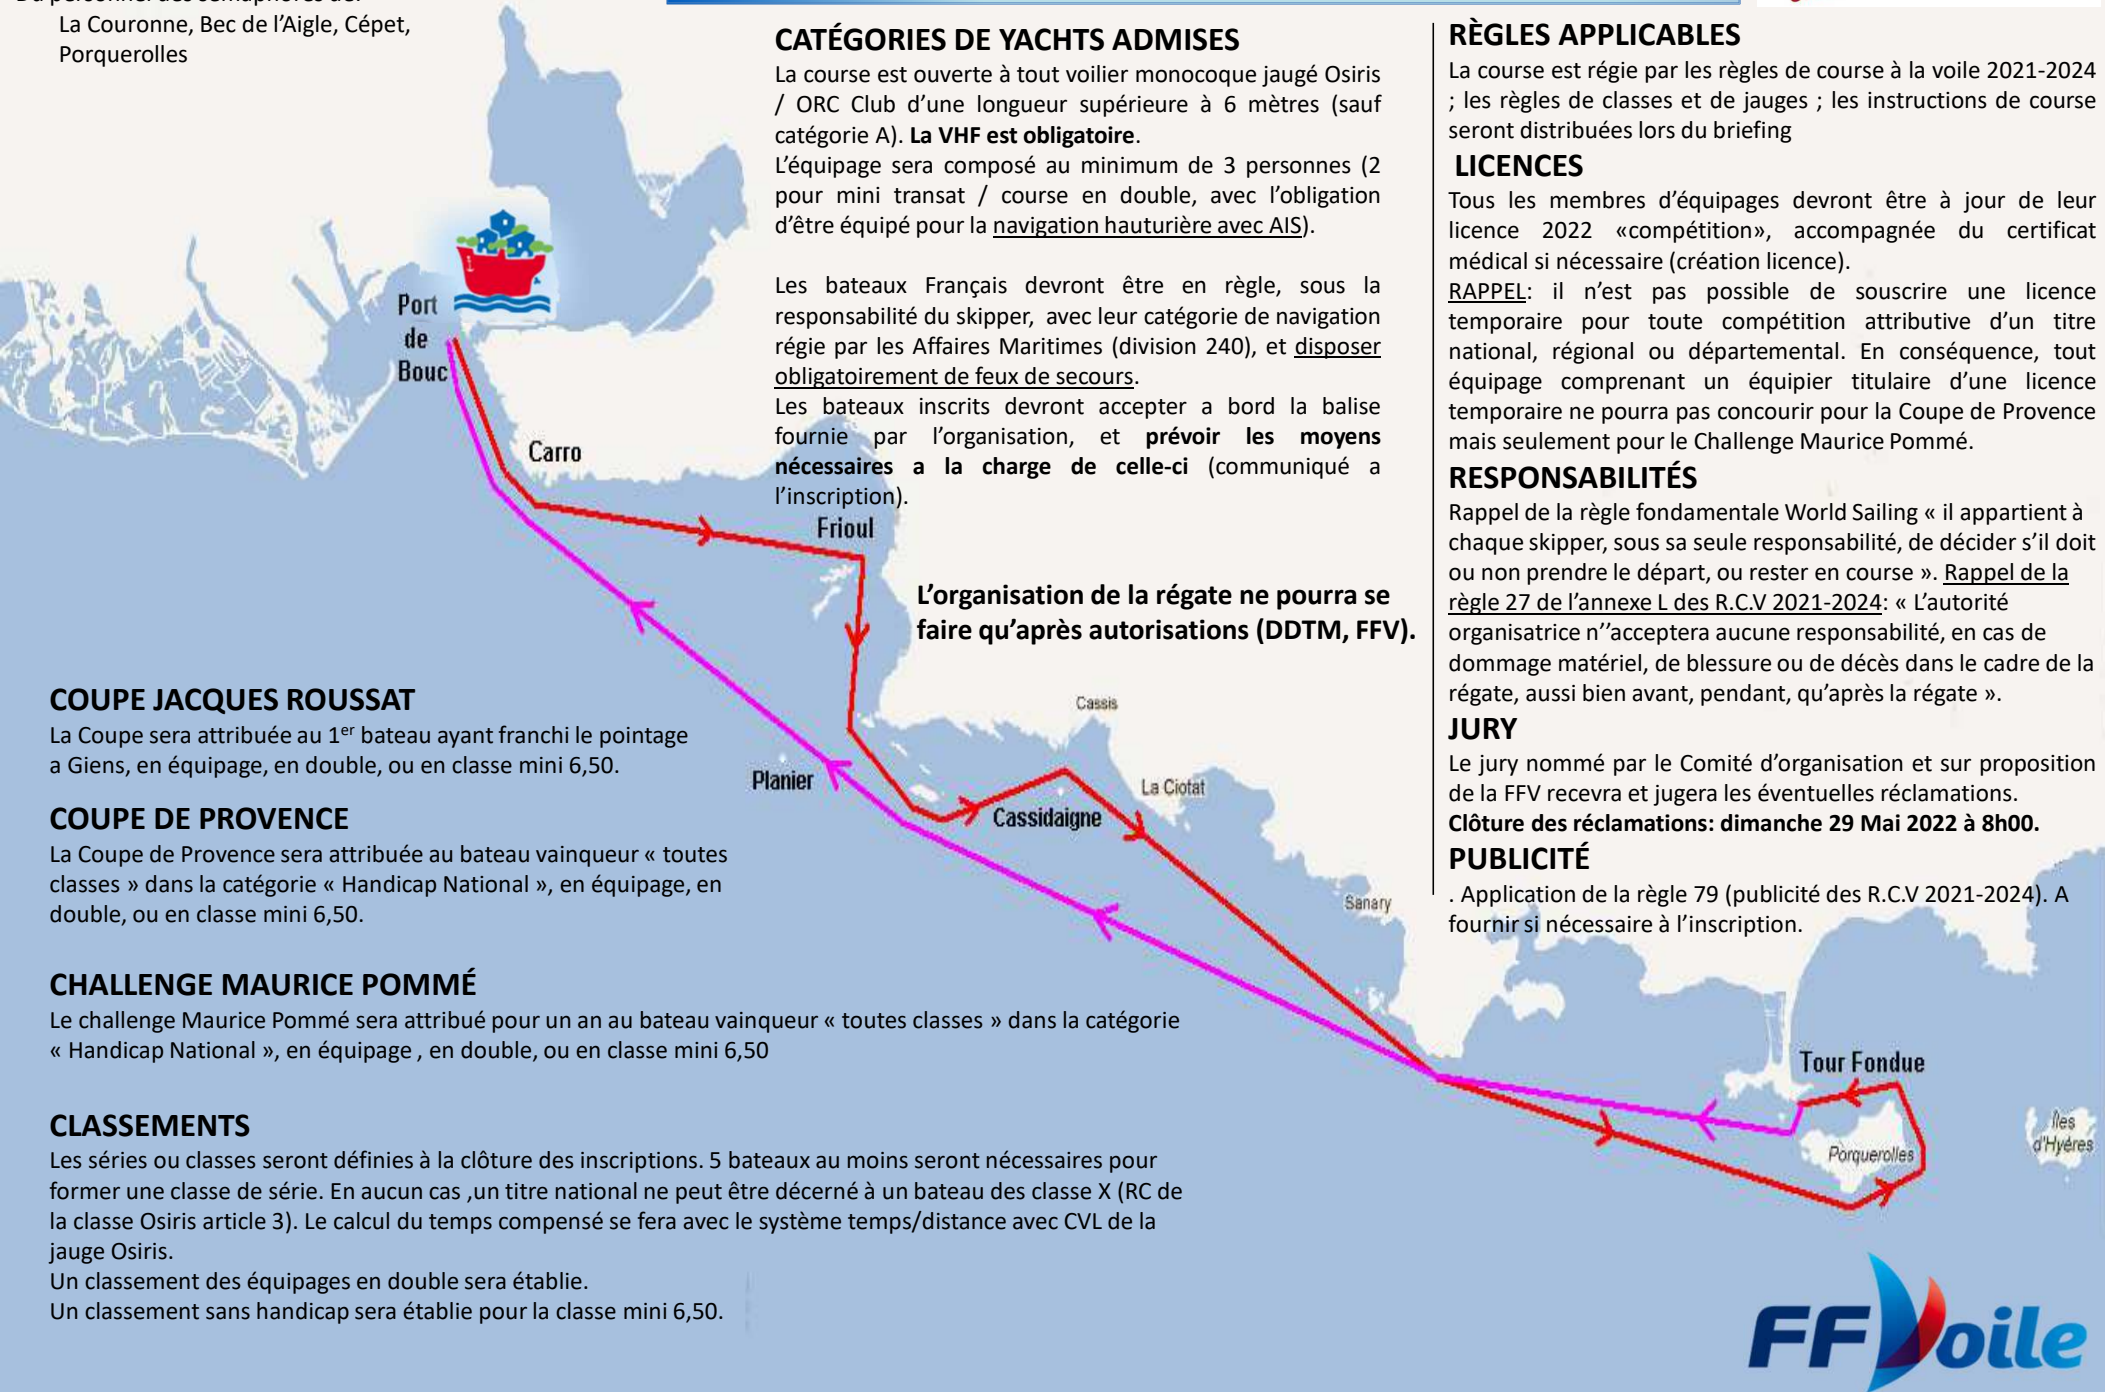 La Couronne, Bec de l’Aigle, Cépet,
Porquerolles
CATÉGORIES DE YACHTS ADMISES
La course est ouverte à tout voilier monocoque jaugé Osiris
/ ORC Club d’une longueur supérieure à 6 mètres (sauf
catégorie A). La VHF est obligatoire.
L’équipage sera composé au minimum de 3 personnes (2
pour mini transat / course en double, avec l’obligation
d’être équipé pour la navigation hauturière avec AIS).
Les bateaux Français devront être en règle, sous la
responsabilité du skipper, avec leur catégorie de navigation
régie par les Affaires Maritimes (division 240), et disposer
obligatoirement de feux de secours.
Les bateaux inscrits devront accepter a bord la balise
fournie par l’organisation, et prévoir les moyens
nécessaires a la charge de celle-ci (communiqué a
l’inscription).
L’organisation de la régate ne pourra se
faire qu’après autorisations (DDTM, FFV).
RÈGLES APPLICABLES
La course est régie par les règles de course à la voile 2021-2024
; les règles de classes et de jauges ; les instructions de course
seront distribuées lors du briefing
LICENCES
Tous les membres d’équipages devront être à jour de leur
licence 2022 «compétition», accompagnée du certificat
médical si nécessaire (création licence).
RAPPEL: il n’est pas possible de souscrire une licence
temporaire pour toute compétition attributive d’un titre
national, régional ou départemental. En conséquence, tout
équipage comprenant un équipier titulaire d’une licence
temporaire ne pourra pas concourir pour la Coupe de Provence
mais seulement pour le Challenge Maurice Pommé.
RESPONSABILITÉS
Rappel de la règle fondamentale World Sailing « il appartient à
chaque skipper, sous sa seule responsabilité, de décider s’il doit
ou non prendre le départ, ou rester en course ». Rappel de la
règle 27 de l’annexe L des R.C.V 2021-2024: « L’autorité
organisatrice n’’acceptera aucune responsabilité, en cas de
dommage matériel, de blessure ou de décès dans le cadre de la
régate, aussi bien avant, pendant, qu’après la régate ».
JURY
Le jury nommé par le Comité d’organisation et sur proposition
de la FFV recevra et jugera les éventuelles réclamations.
Clôture des réclamations: dimanche 29 Mai 2022 à 8h00.
PUBLICITÉ
. Application de la règle 79 (publicité des R.C.V 2021-2024). A
fournir si nécessaire à l’inscription.
Port
de
Bouc
Carro
Frioul
Cassis
La Ciotat
Planier
Cassidaigne
Sanary
Tour Fondue
Porquerolles
Iles
d'Hyéres
COUPE JACQUES ROUSSAT
La Coupe sera attribuée au 1er bateau ayant franchi le pointage
a Giens, en équipage, en double, ou en classe mini 6,50.
COUPE DE PROVENCE
La Coupe de Provence sera attribuée au bateau vainqueur « toutes
classes » dans la catégorie « Handicap National », en équipage, en
double, ou en classe mini 6,50.
CHALLENGE MAURICE POMMÉ
Le challenge Maurice Pommé sera attribué pour un an au bateau vainqueur « toutes classes » dans la catégorie
« Handicap National », en équipage , en double, ou en classe mini 6,50
CLASSEMENTS
Les séries ou classes seront définies à la clôture des inscriptions. 5 bateaux au moins seront nécessaires pour
former une classe de série. En aucun cas ,un titre national ne peut être décerné à un bateau des classe X (RC de
la classe Osiris article 3). Le calcul du temps compensé se fera avec le système temps/distance avec CVL de la
jauge Osiris.
Un classement des équipages en double sera établie.
Un classement sans handicap sera établie pour la classe mini 6,50.
FFVoile